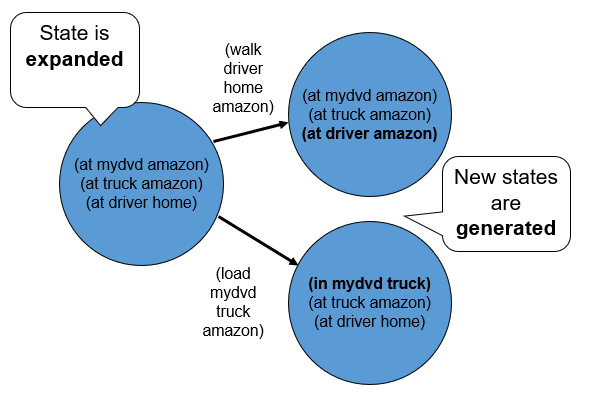 State is
expanded
(walk
driver
home
amazon)
(at mydvd amazon)
(at truck amazon)
(at driver home)
(at mydvd amazon)
(at truck amazon)
(at driver amazon)
New states
are
generated
(load
mydvd
truck
amazon)
(in mydvd truck)
(at truck amazon)
(at driver home)